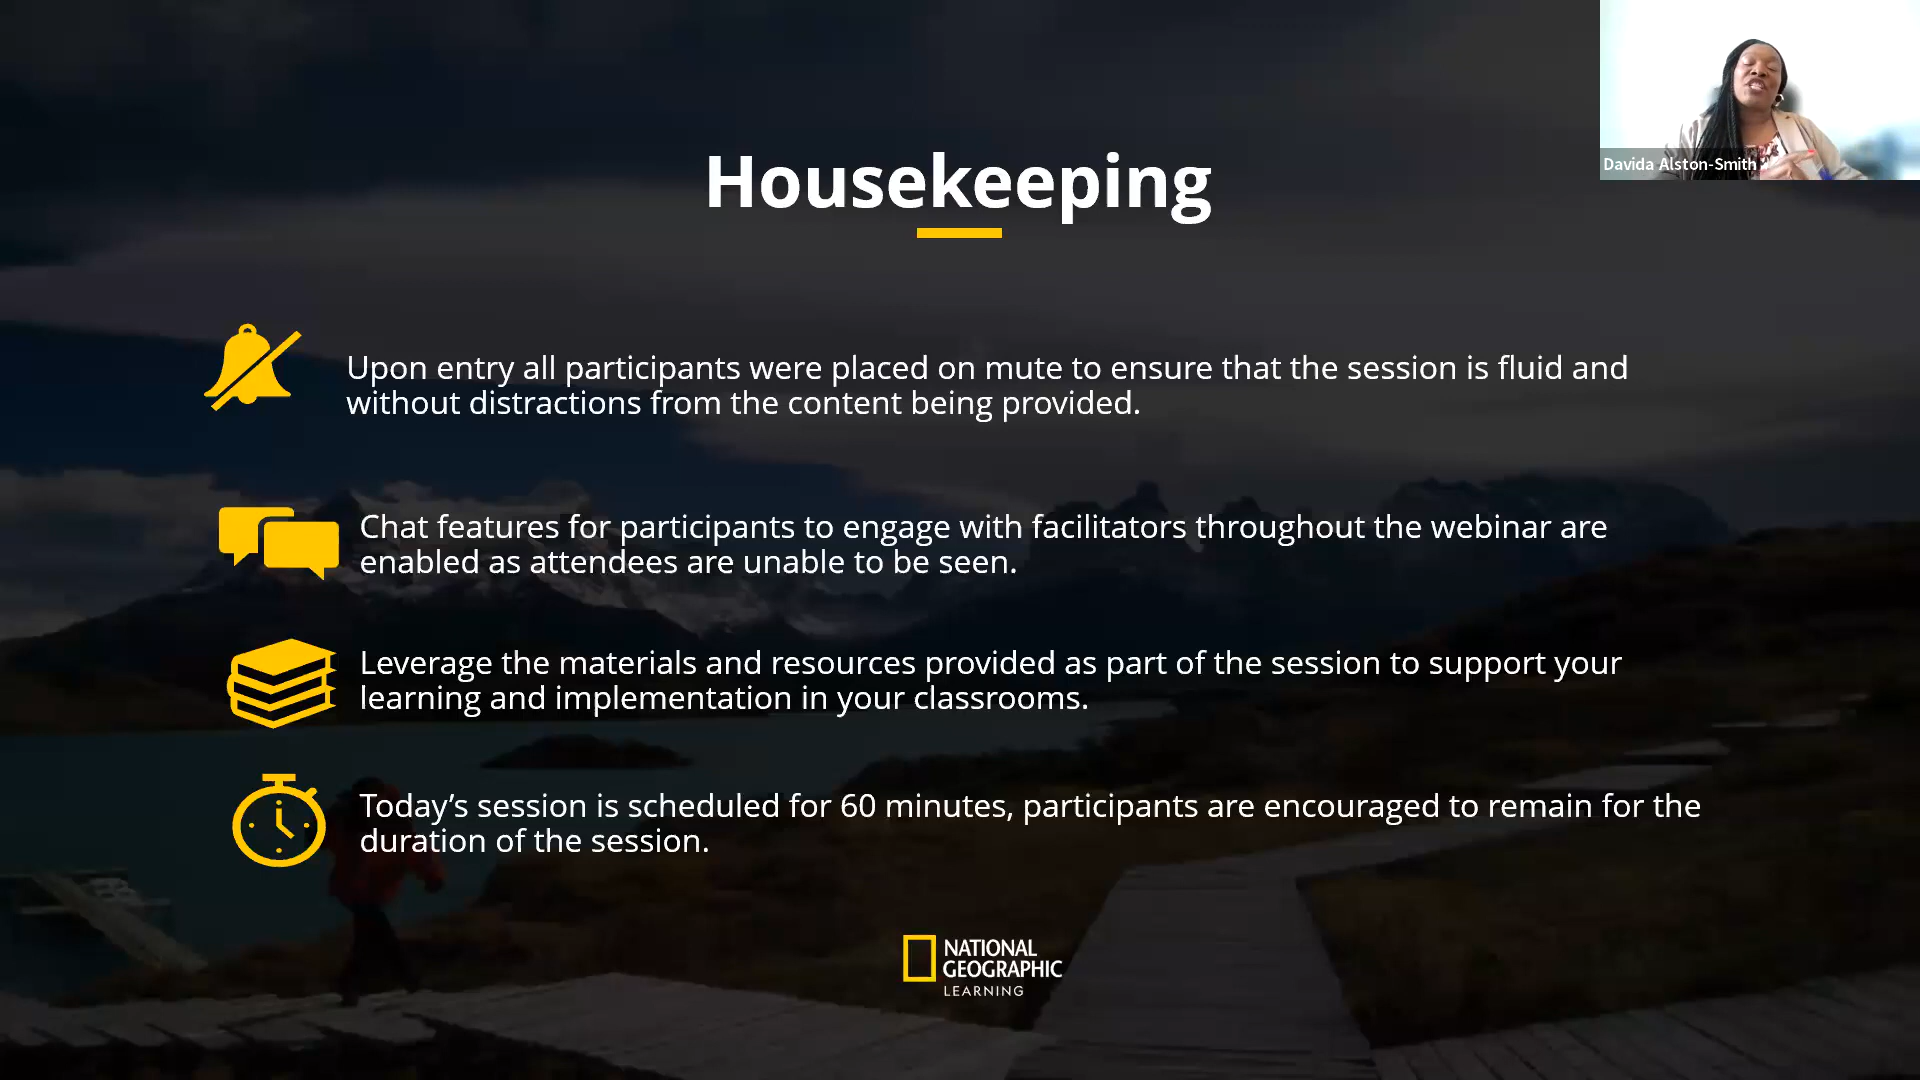 Davida Alston-Smith
Housekeeping
Upon entry all participants were placed on mute to ensure that the session is fluid and
without distractions from the content being provided.
Chat features for participants to engage with facilitators throughout the webinar are
enabled as attendees are unable to be seen.
Leverage the materials and resources provided as part of the session to support your
learning and implementation in your classrooms.
Today’s session is scheduled for 60 minutes, participants are encouraged to remain for the
duration of the session.
NATIONAL
GEOGRAPHIC
LEARNING